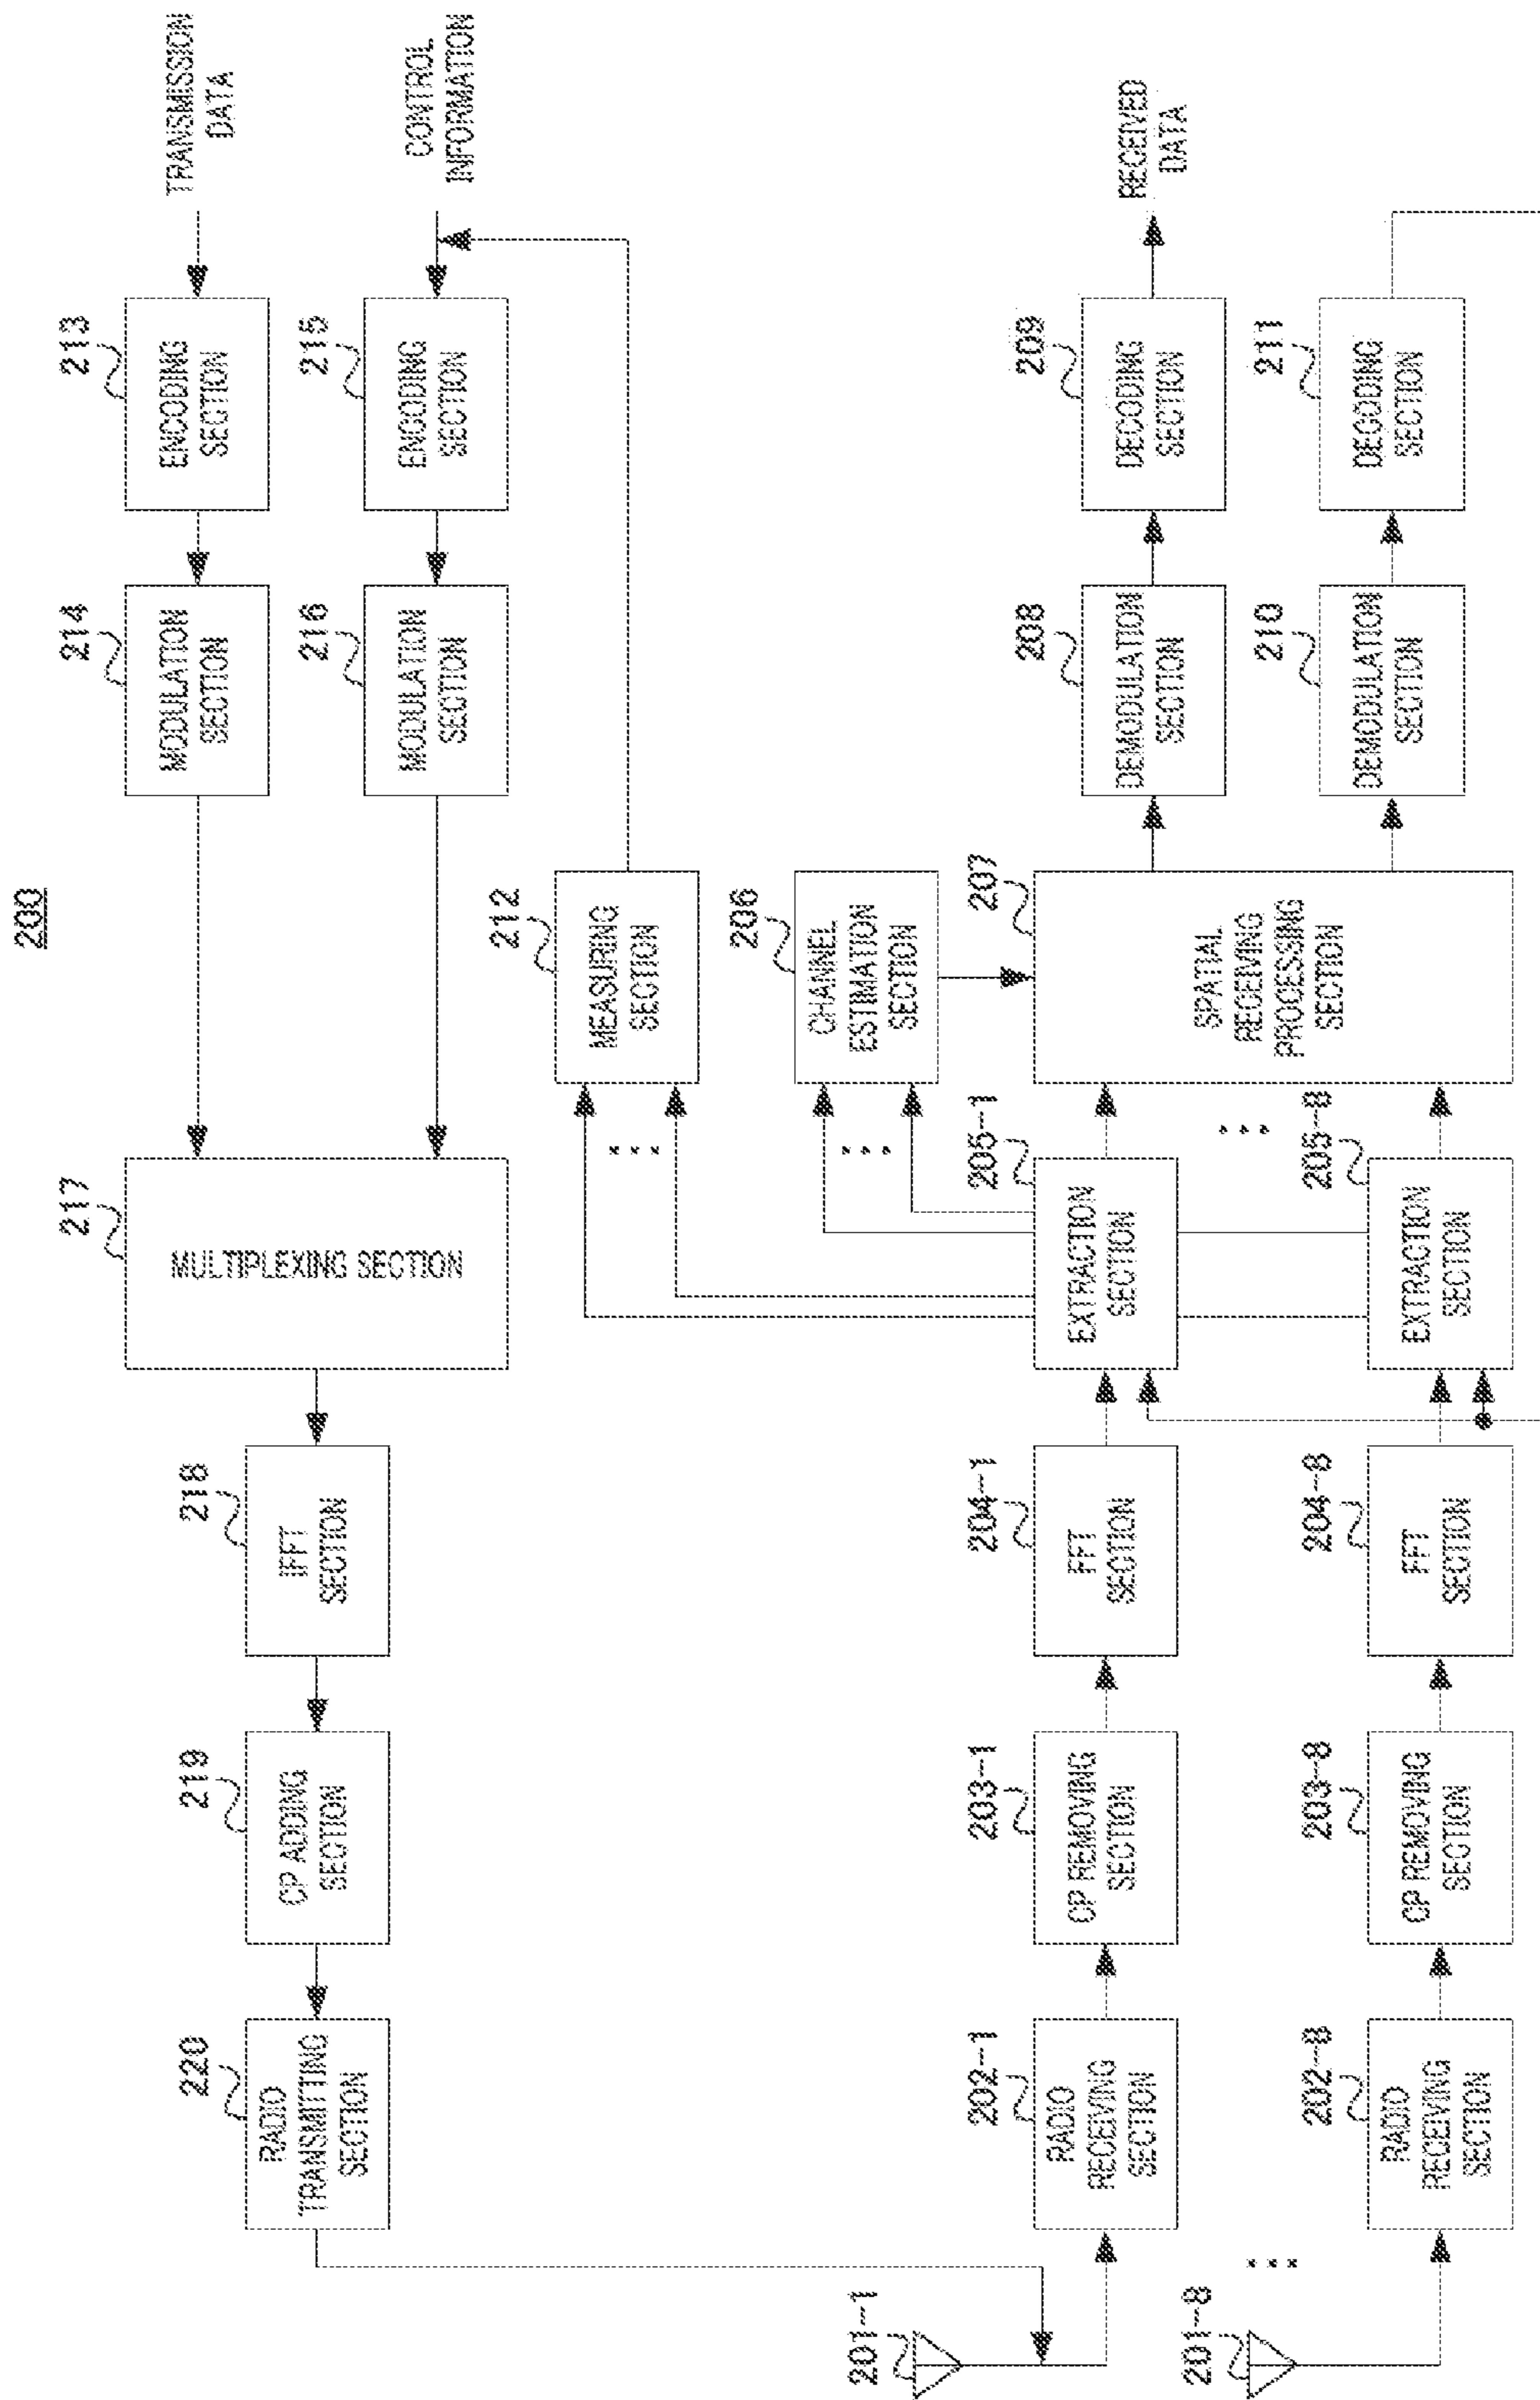 200
TRANSMISSION
DATA
213
ENCODING
SECTION
214
MODULATION
SECTION
CONTROL
INFORMATION
215
ENCODING
SECTION
216
MODULATION
SECTION
217
MULTIPLEXING SECTION
218
IFFT
SECTION
219
CP ADDING
SECTION
220
RADIO
TRANSMITTING
SECTION
212
MEASURING
SECTION
206
CHANNEL
ESTIMATION
SECTION
201-1
202-1
RADIO
RECEIVING
SECTION
203-1
CP REMOVING
SECTION
204-1
FFT
SECTION
205-1
EXTRACTION
SECTION
207
SPATIAL
RECEIVING
PROCESSING
SECTION
208
DEMODULATION
SECTION
209
DECODING
SECTION
RECEIVED
DATA
201-8
202-8
RADIO
RECEIVING
SECTION
203-8
CP REMOVING
SECTION
204-8
FFT
SECTION
205-8
EXTRACTION
SECTION
210
DEMODULATION
SECTION
211
DECODING
SECTION